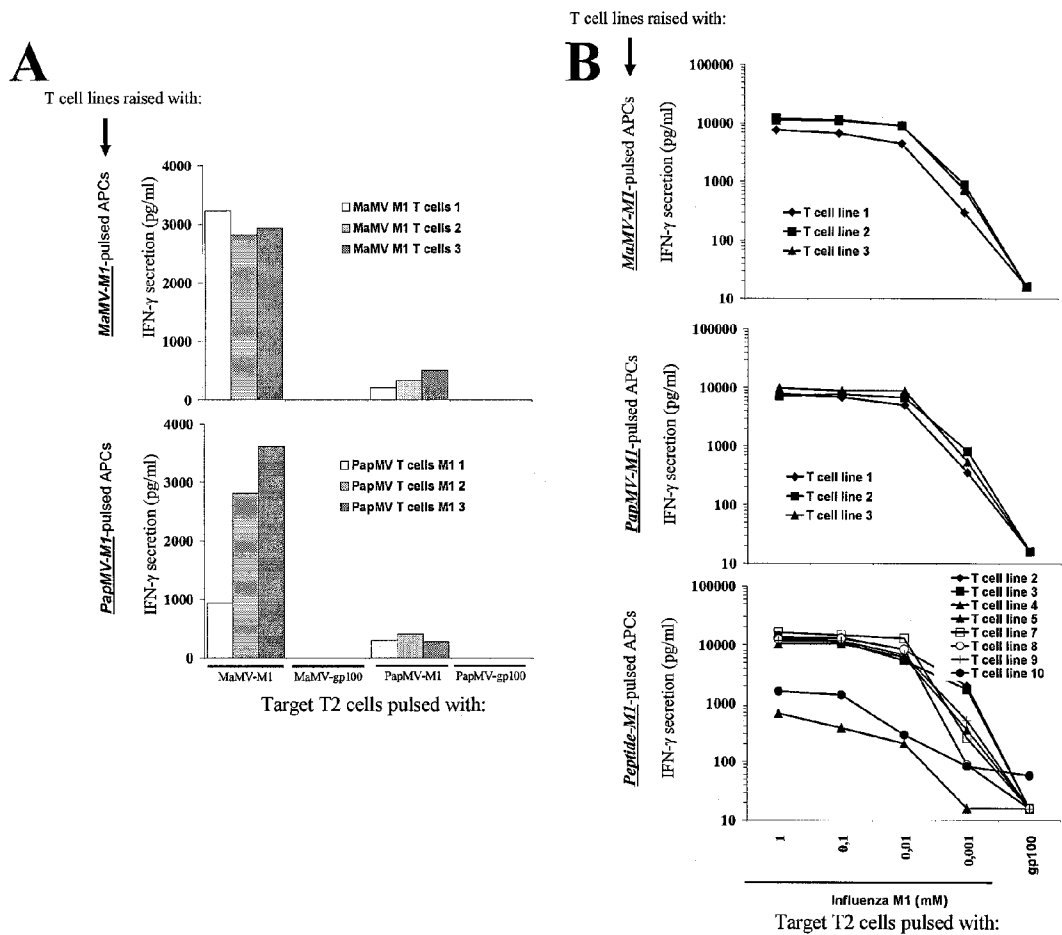 A
T cell lines raised with:
MaMV-M1-pulsed APCs
IFN-γ secretion (pg/ml)
4000
3000
2000
1000
0
MaMV M1 T cells 1
MaMV M1 T cells 2
MaMV M1 T cells 3
PapMV-M1-pulsed APCs
IFN-γ secretion (pg/ml)
4000
3000
2000
1000
0
PapMV T cells M1 1
PapMV T cells M1 2
PapMV T cells M1 3
MaMV-M1
MaMV-gp100
PapMV-M1
PapMV-gp100
Target T2 cells pulsed with:
T cell lines raised with:
B
MaMV-M1-pulsed APCs
IFN-γ secretion (pg/ml)
100000
10000
1000
100
10
T cell line 1
T cell line 2
T cell line 3
PapMV-M1-pulsed APCs
IFN-γ secretion (pg/ml)
100000
10000
1000
100
10
T cell line 1
T cell line 2
T cell line 3
Peptide-M1-pulsed APCs
IFN-γ secretion (pg/ml)
100000
10000
1000
100
10
T cell line 2
T cell line 3
T cell line 4
T cell line 5
T cell line 7
T cell line 8
T cell line 9
T cell line 10
1
0,1
0,01
0,001
gp100
Influenza M1 (mM)
Target T2 cells pulsed with: